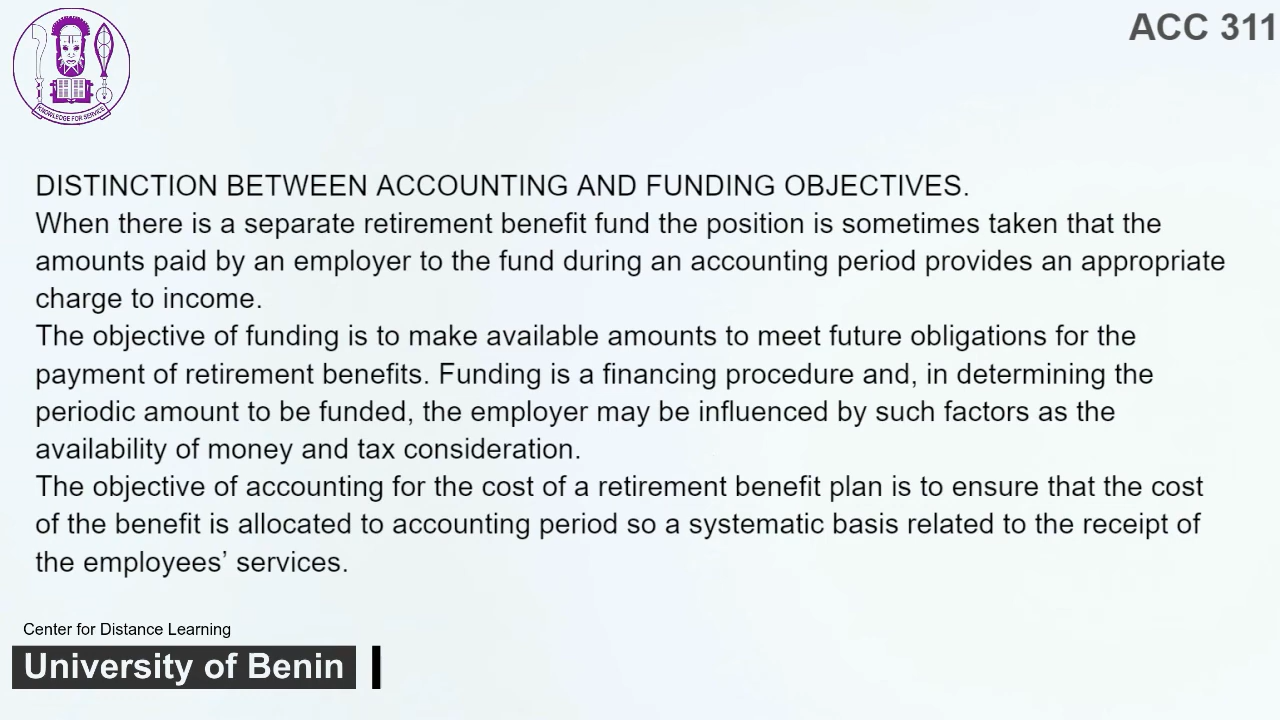 ACC 311
KNOWLEDGE FOR SERVICE
DISTINCTION BETWEEN ACCOUNTING AND FUNDING OBJECTIVES.
When there is a separate retirement benefit fund the position is sometimes taken that the
amounts paid by an employer to the fund during an accounting period provides an appropriate
charge to income.
The objective of funding is to make available amounts to meet future obligations for the
payment of retirement benefits. Funding is a financing procedure and, in determining the
periodic amount to be funded, the employer may be influenced by such factors as the
availability of money and tax consideration.
The objective of accounting for the cost of a retirement benefit plan is to ensure that the cost
of the benefit is allocated to accounting period so a systematic basis related to the receipt of
the employees’ services.
Center for Distance Learning
University of Benin